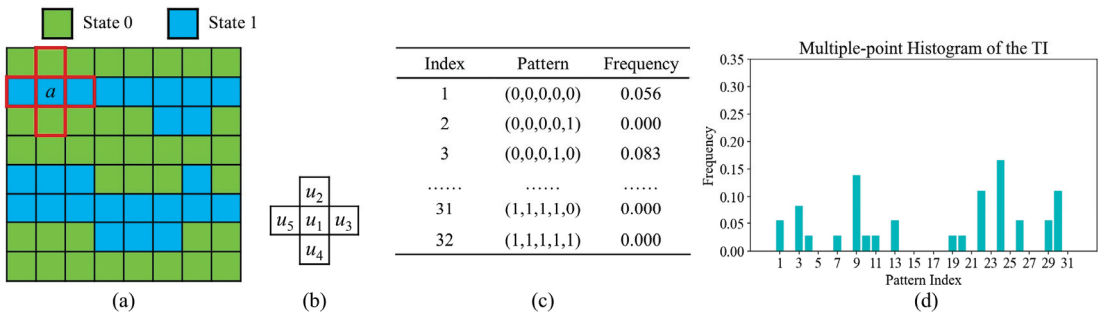 State 0 State 1
a
(a)
u2
u5 u1 u3
u4
(b)
Index Pattern Frequency
1 (0,0,0,0,0) 0.056
2 (0,0,0,0,1) 0.000
3 (0,0,0,1,0) 0.083
...... ...... ......
31 (1,1,1,1,0) 0.000
32 (1,1,1,1,1) 0.000
(c)
Multiple-point Histogram of the TI
Frequency
0.35
0.30
0.25
0.20
0.15
0.10
0.05
0.00
1 3 5 7 9 11 13 15 17 19 21 23 25 27 29 31
Pattern Index
(d)